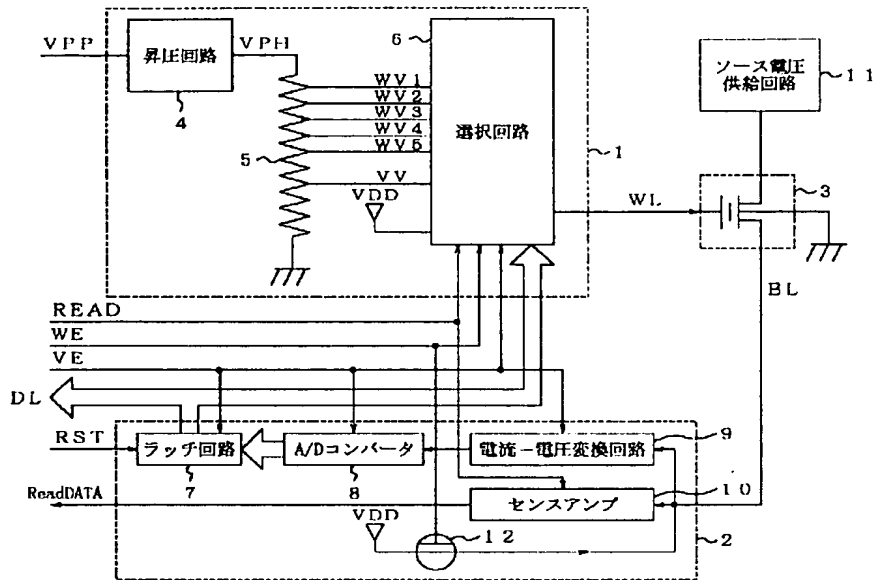 VPP
昇圧回路
4
VPH
5
WV1
WV2
WV3
WV4
WV5
VV
VDD
6
選択回路
1
ソース電圧
供給回路
11
WL
3
BL
READ
WE
VE
DL
RST
ラッチ回路
7
A/Dコンバータ
8
電流－電圧変換回路
9
ReadDATA
センスアンプ
10
VDD
12
2